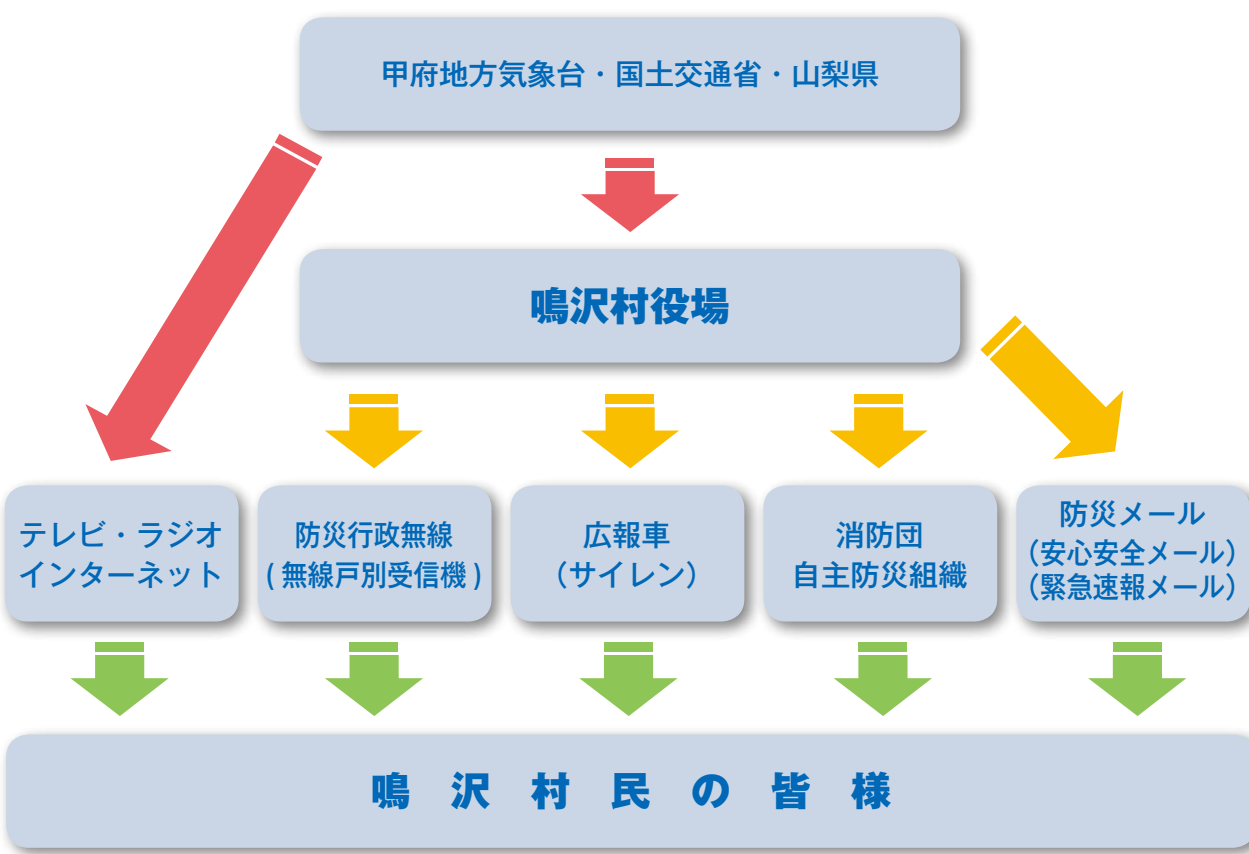 甲府地方気象台・国土交通省・山梨県
鳴沢村役場
テレビ・ラジオ
インターネット
防災行政無線
(無線戸別受信機)
広報車
（サイレン）
消防団
自主防災組織
防災メール
（安心安全メール）
（緊急速報メール）
鳴沢村民の皆様